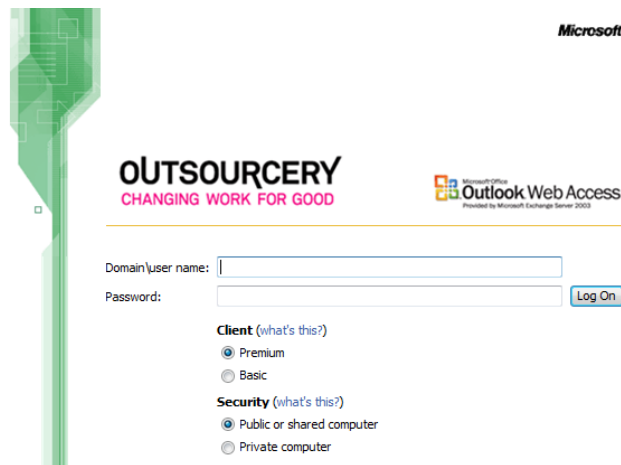 Microsoft
OUTSOURCERY
CHANGING WORK FOR GOOD
Microsoft Office
Outlook Web Access
Provided by Microsoft Exchange Server 2003
Domain\user name:
Password:
Log On
Client (what's this?)
Premium
Basic
Security (what's this?)
Public or shared computer
Private computer